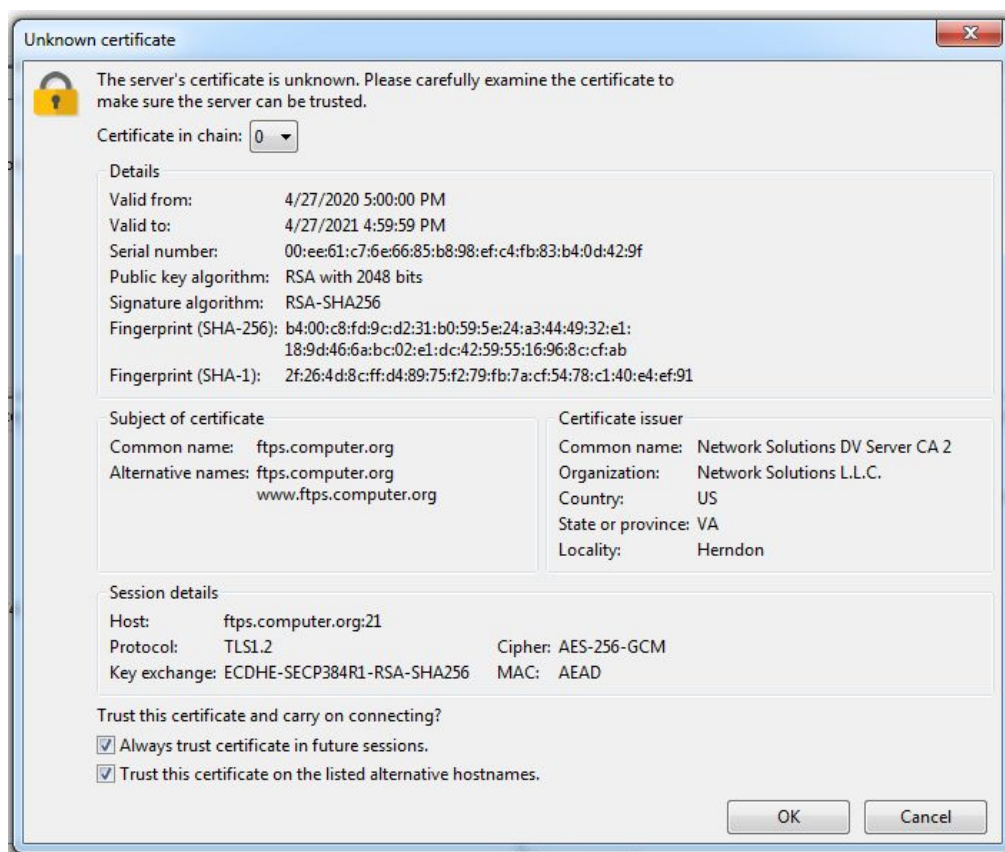 Unknown certificate
The server's certificate is unknown. Please carefully examine the certificate to
make sure the server can be trusted.
Certificate in chain: 0
Details
Valid from: 4/27/2020 5:00:00 PM
Valid to: 4/27/2021 4:59:59 PM
Serial number: 00:ee:61:c7:6e:66:85:b8:98:ef:c4:fb:83:b4:0d:42:9f
Public key algorithm: RSA with 2048 bits
Signature algorithm: RSA-SHA256
Fingerprint (SHA-256): b4:00:c8:fd:9c:d2:31:b0:59:5e:24:a3:44:49:32:e1:
18:9d:46:6a:bc:02:e1:dc:42:59:55:16:96:8c:cf:ab
Fingerprint (SHA-1): 2f:26:4d:8c:ff:d4:89:75:f2:79:fb:7a:cf:54:78:c1:40:e4:ef:91
Subject of certificate
Common name: ftps.computer.org
Alternative names: ftps.computer.org
www.ftps.computer.org
Certificate issuer
Common name: Network Solutions DV Server CA 2
Organization: Network Solutions L.L.C.
Country: US
State or province: VA
Locality: Herndon
Session details
Host: ftps.computer.org:21
Protocol: TLS1.2 Cipher: AES-256-GCM
Key exchange: ECDHE-SECP384R1-RSA-SHA256 MAC: AEAD
Trust this certificate and carry on connecting?
Always trust certificate in future sessions.
Trust this certificate on the listed alternative hostnames.
OK Cancel